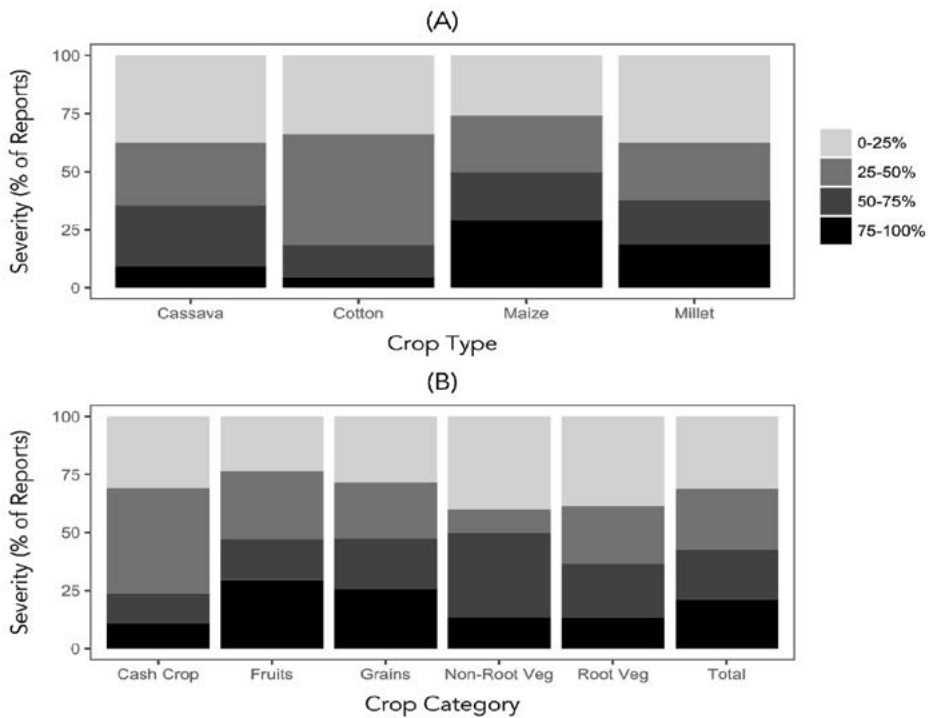 (A)
Severity (% of Reports)
100
75
50
25
0
Cassava Cotton Maize Millet
Crop Type
0-25%
25-50%
50-75%
75-100%
(B)
Severity (% of Reports)
100
75
50
25
0
Cash Crop Fruits Grains Non-Root Veg Root Veg Total
Crop Category